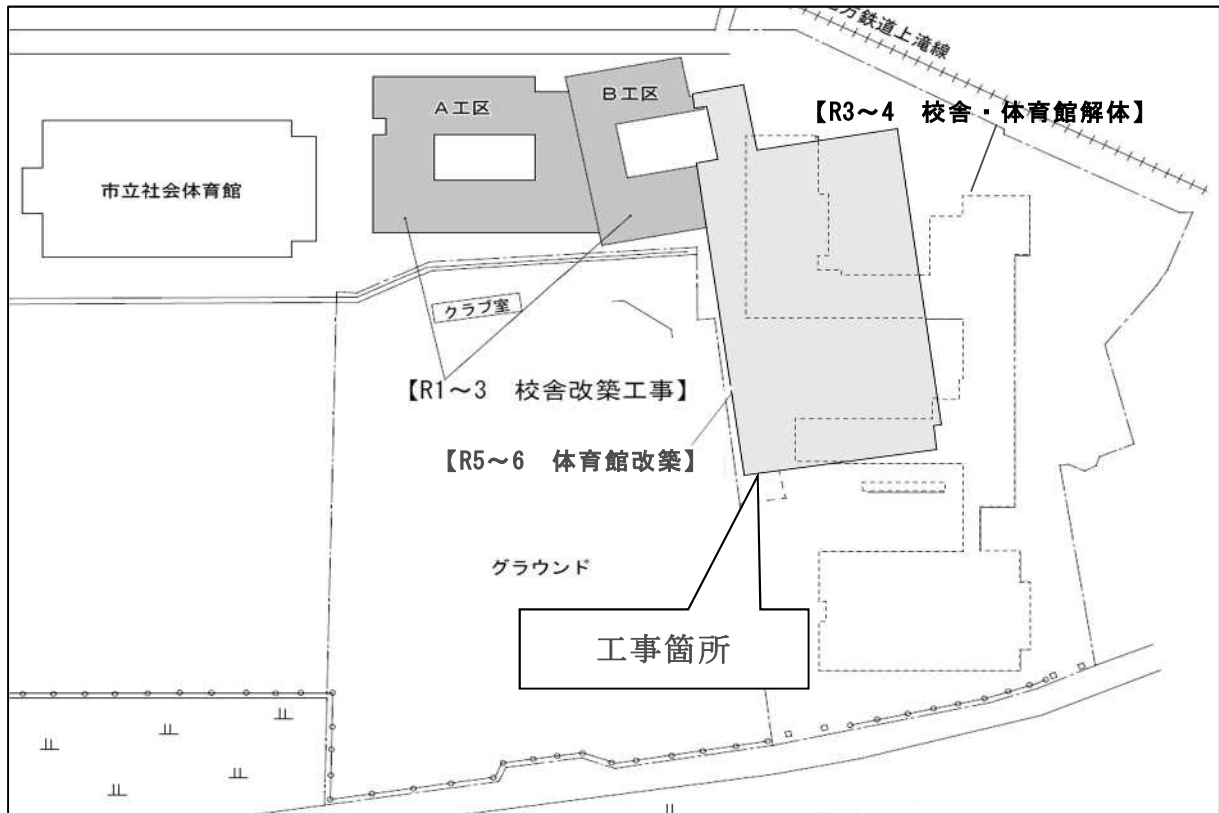 方鉄道上滝線
A工区
B工区
【R3~4 校舎・体育館解体】
市立社会体育館
クラブ室
【R1~3 校舎改築工事】
【R5~6 体育館改築】
グラウンド
工事箇所